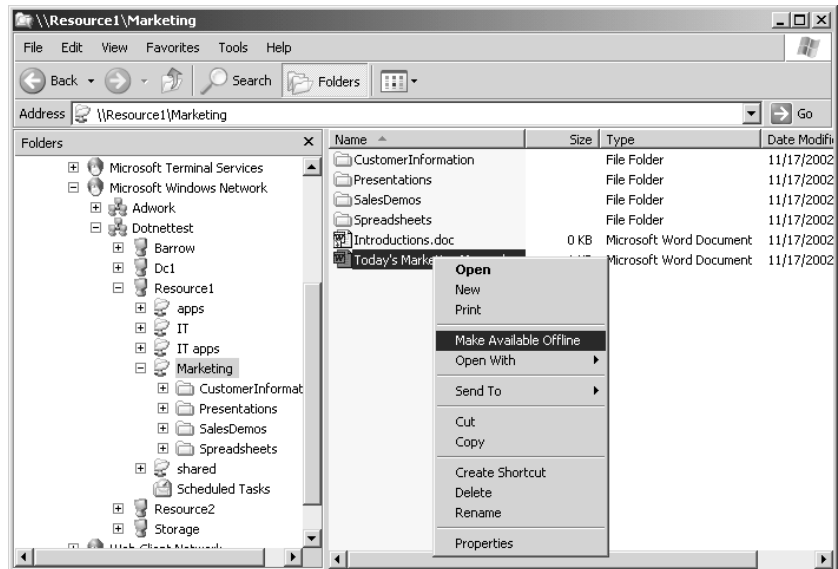 \\Resource1\Marketing
File Edit View Favorites Tools Help
Back Search Folders
Address \\Resource1\Marketing Go
Folders
Microsoft Terminal Services
Microsoft Windows Network
Adwork
Dotnettest
Barrow
Dc1
Resource1
apps
IT
IT apps
Marketing
CustomerInformat
Presentations
SalesDemos
Spreadsheets
shared
Scheduled Tasks
Resource2
Storage
Name Size Type Date Modifi
CustomerInformation File Folder 11/17/2002
Presentations File Folder 11/17/2002
SalesDemos File Folder 11/17/2002
Spreadsheets File Folder 11/17/2002
Introductions.doc 0 KB Microsoft Word Document 11/17/2002
Today's Microsoft Word Document 11/17/2002
Open
New
Print
Make Available Offline
Open With
Send To
Cut
Copy
Create Shortcut
Delete
Rename
Properties